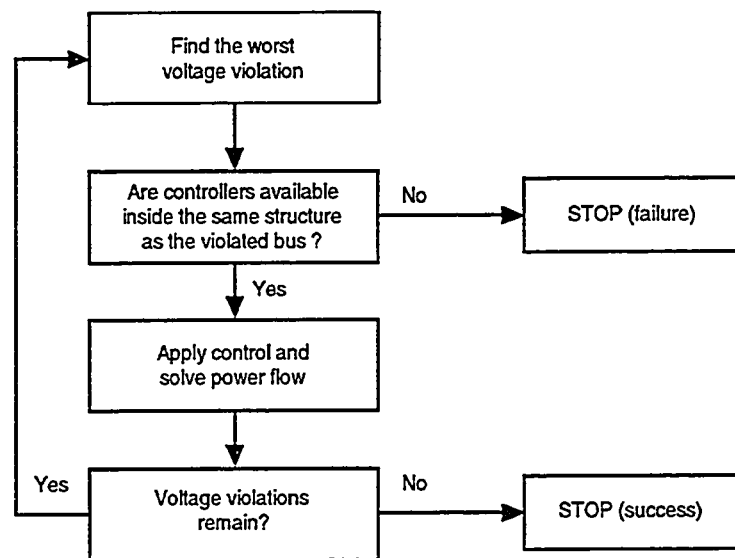 Find the worst
voltage violation
Are controllers available
inside the same structure
as the violated bus ?
No
STOP (failure)
Yes
Apply control and
solve power flow
Yes
Voltage violations
remain?
No
STOP (success)